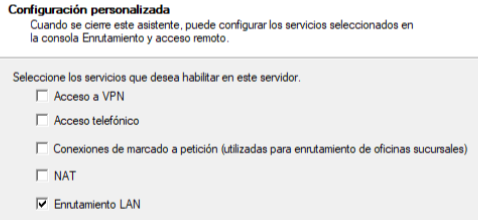 Configuración personalizada
Cuando se cierre este asistente, puede configurar los servicios seleccionados en
la consola Enrutamiento y acceso remoto.
Seleccione los servicios que desea habilitar en este servidor.
Acceso a VPN
Acceso telefónico
Conexiones de marcado a petición (utilizadas para enrutamiento de oficinas sucursales)
NAT
Enrutamiento LAN